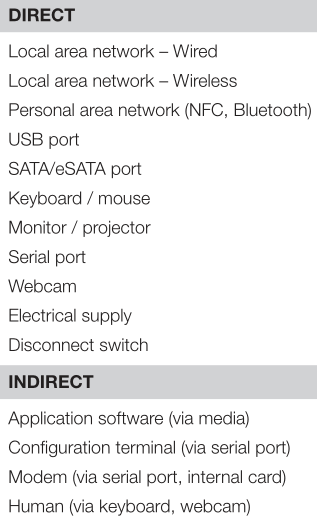 DIRECT
Local area network – Wired
Local area network – Wireless
Personal area network (NFC, Bluetooth)
USB port
SATA/eSATA port
Keyboard / mouse
Monitor / projector
Serial port
Webcam
Electrical supply
Disconnect switch
INDIRECT
Application software (via media)
Configuration terminal (via serial port)
Modem (via serial port, internal card)
Human (via keyboard, webcam)